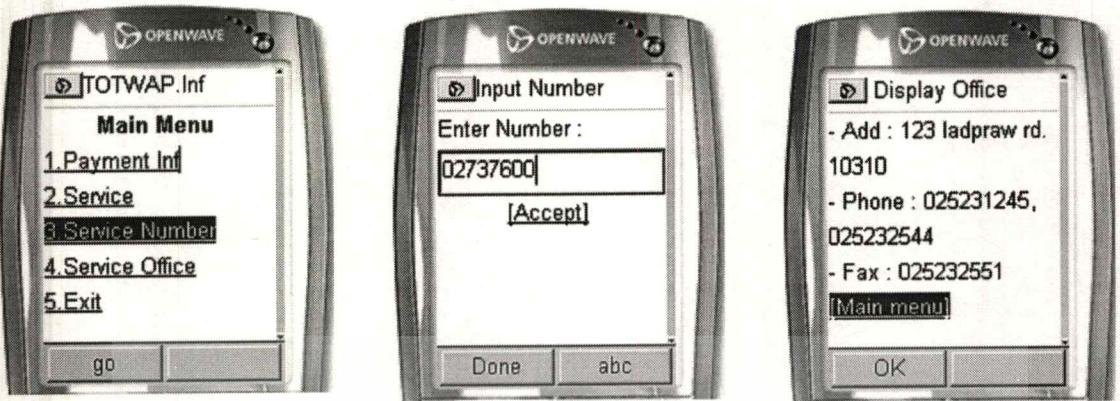 OPENWAVE
TOTWAP.Inf
Main Menu
1.Payment Inf
2.Service
3.Service Number
4.Service Office
5.Exit
go
OPENWAVE
Input Number
Enter Number :
02737600
[Accept]
Done abc
OPENWAVE
Display Office
- Add : 123 ladpraw rd.
10310
- Phone : 025231245,
025232544
- Fax : 025232551
[Main menu]
OK